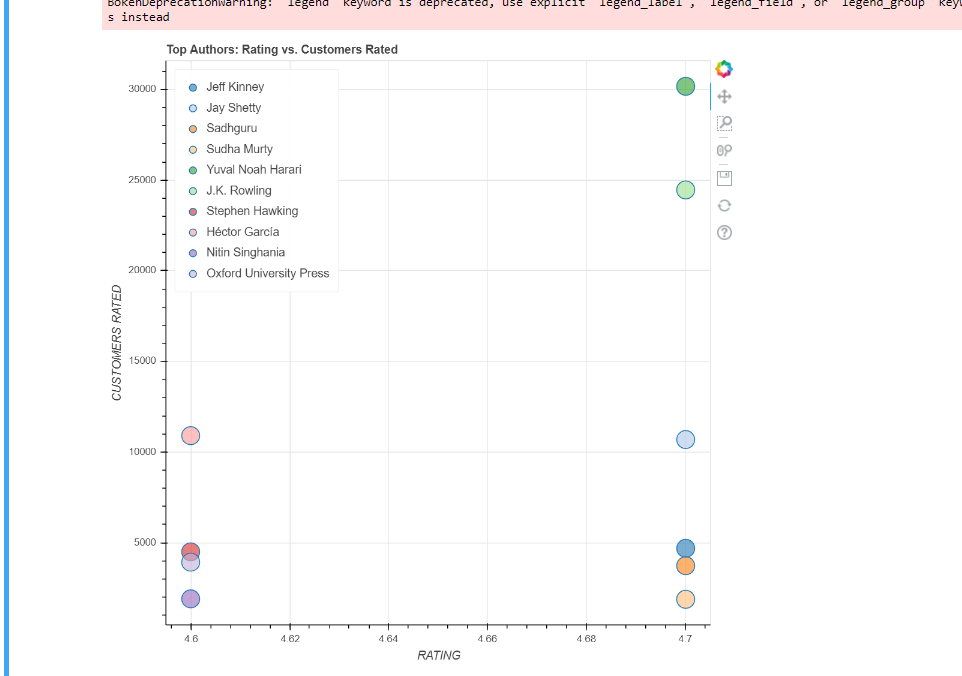 BokehDeprecationWarning: 'legend' keyword is deprecated, use explicit 'legend_label', 'legend_field', or 'legend_group' keyw
s instead
Top Authors: Rating vs. Customers Rated
30000
25000
20000
15000
10000
5000
CUSTOMERS RATED
Jeff Kinney
Jay Shetty
Sadhguru
Sudha Murty
Yuval Noah Harari
J.K. Rowling
Stephen Hawking
Héctor García
Nitin Singhania
Oxford University Press
4.6
4.62
4.64
4.66
4.68
4.7
RATING